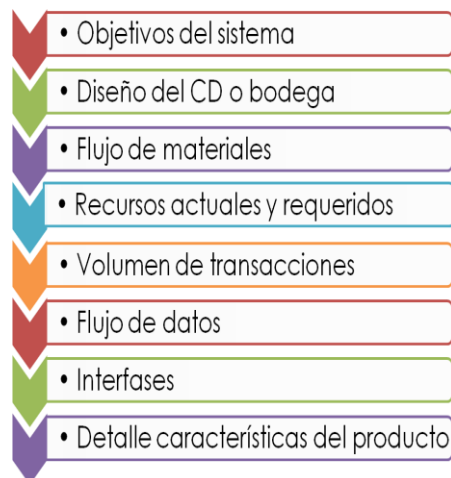 • Objetivos del sistema
• Diseño del CD o bodega
• Flujo de materiales
• Recursos actuales y requeridos
• Volumen de transacciones
• Flujo de datos
• Interfases
• Detalle características del producto